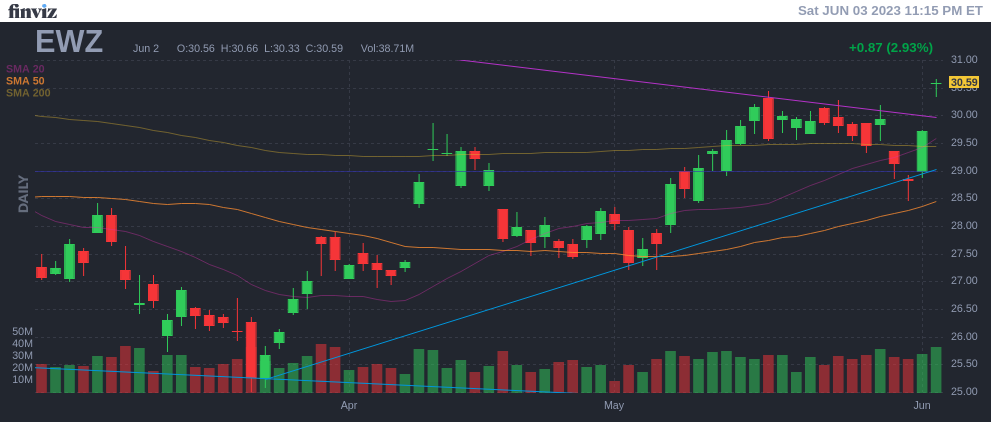 finviz
Sat JUN 03 2023 11:15 PM ET
EWZ
Jun 2 O:30.56 H:30.66 L:30.33 C:30.59 Vol:38.71M
+0.87 (2.93%)
SMA 20
SMA 50
SMA 200
DAILY
31.00
30.59
30.50
30.00
29.50
29.00
28.50
28.00
27.50
27.00
26.50
26.00
25.50
25.00
50M
40M
30M
20M
10M
Apr May Jun